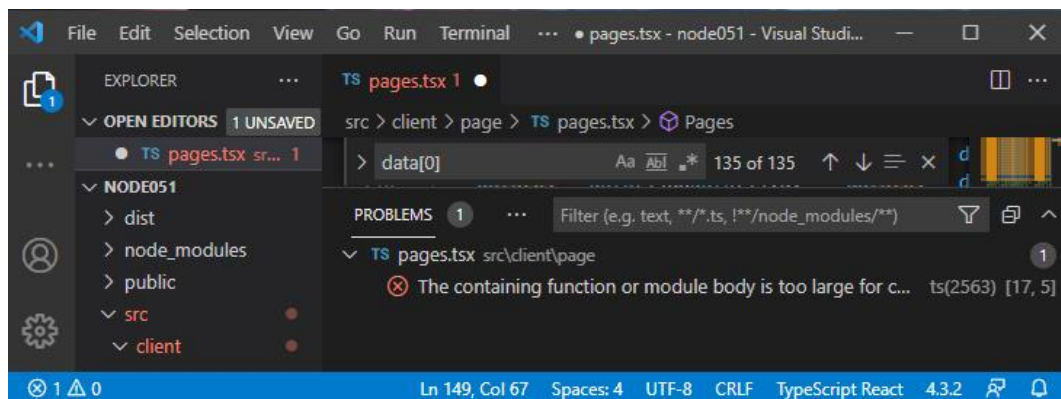 File Edit Selection View Go Run Terminal ··· ● pages.tsx - node051 - Visual Studi...
EXPLORER ···
TS pages.tsx 1 ●
OPEN EDITORS 1 UNSAVED
src > client > page > TS pages.tsx > Pages
● TS pages.tsx sr... 1
> data[0] Aa Abl .* 135 of 135
NODE051
> dist
> node_modules
> public
src
client
PROBLEMS 1 ··· Filter (e.g. text, **/*.ts, !**/node_modules/**)
TS pages.tsx src\client\page 1
The containing function or module body is too large for c... ts(2563) [17, 5]
1
1 0 Ln 149, Col 67 Spaces: 4 UTF-8 CRLF TypeScript React 4.3.2